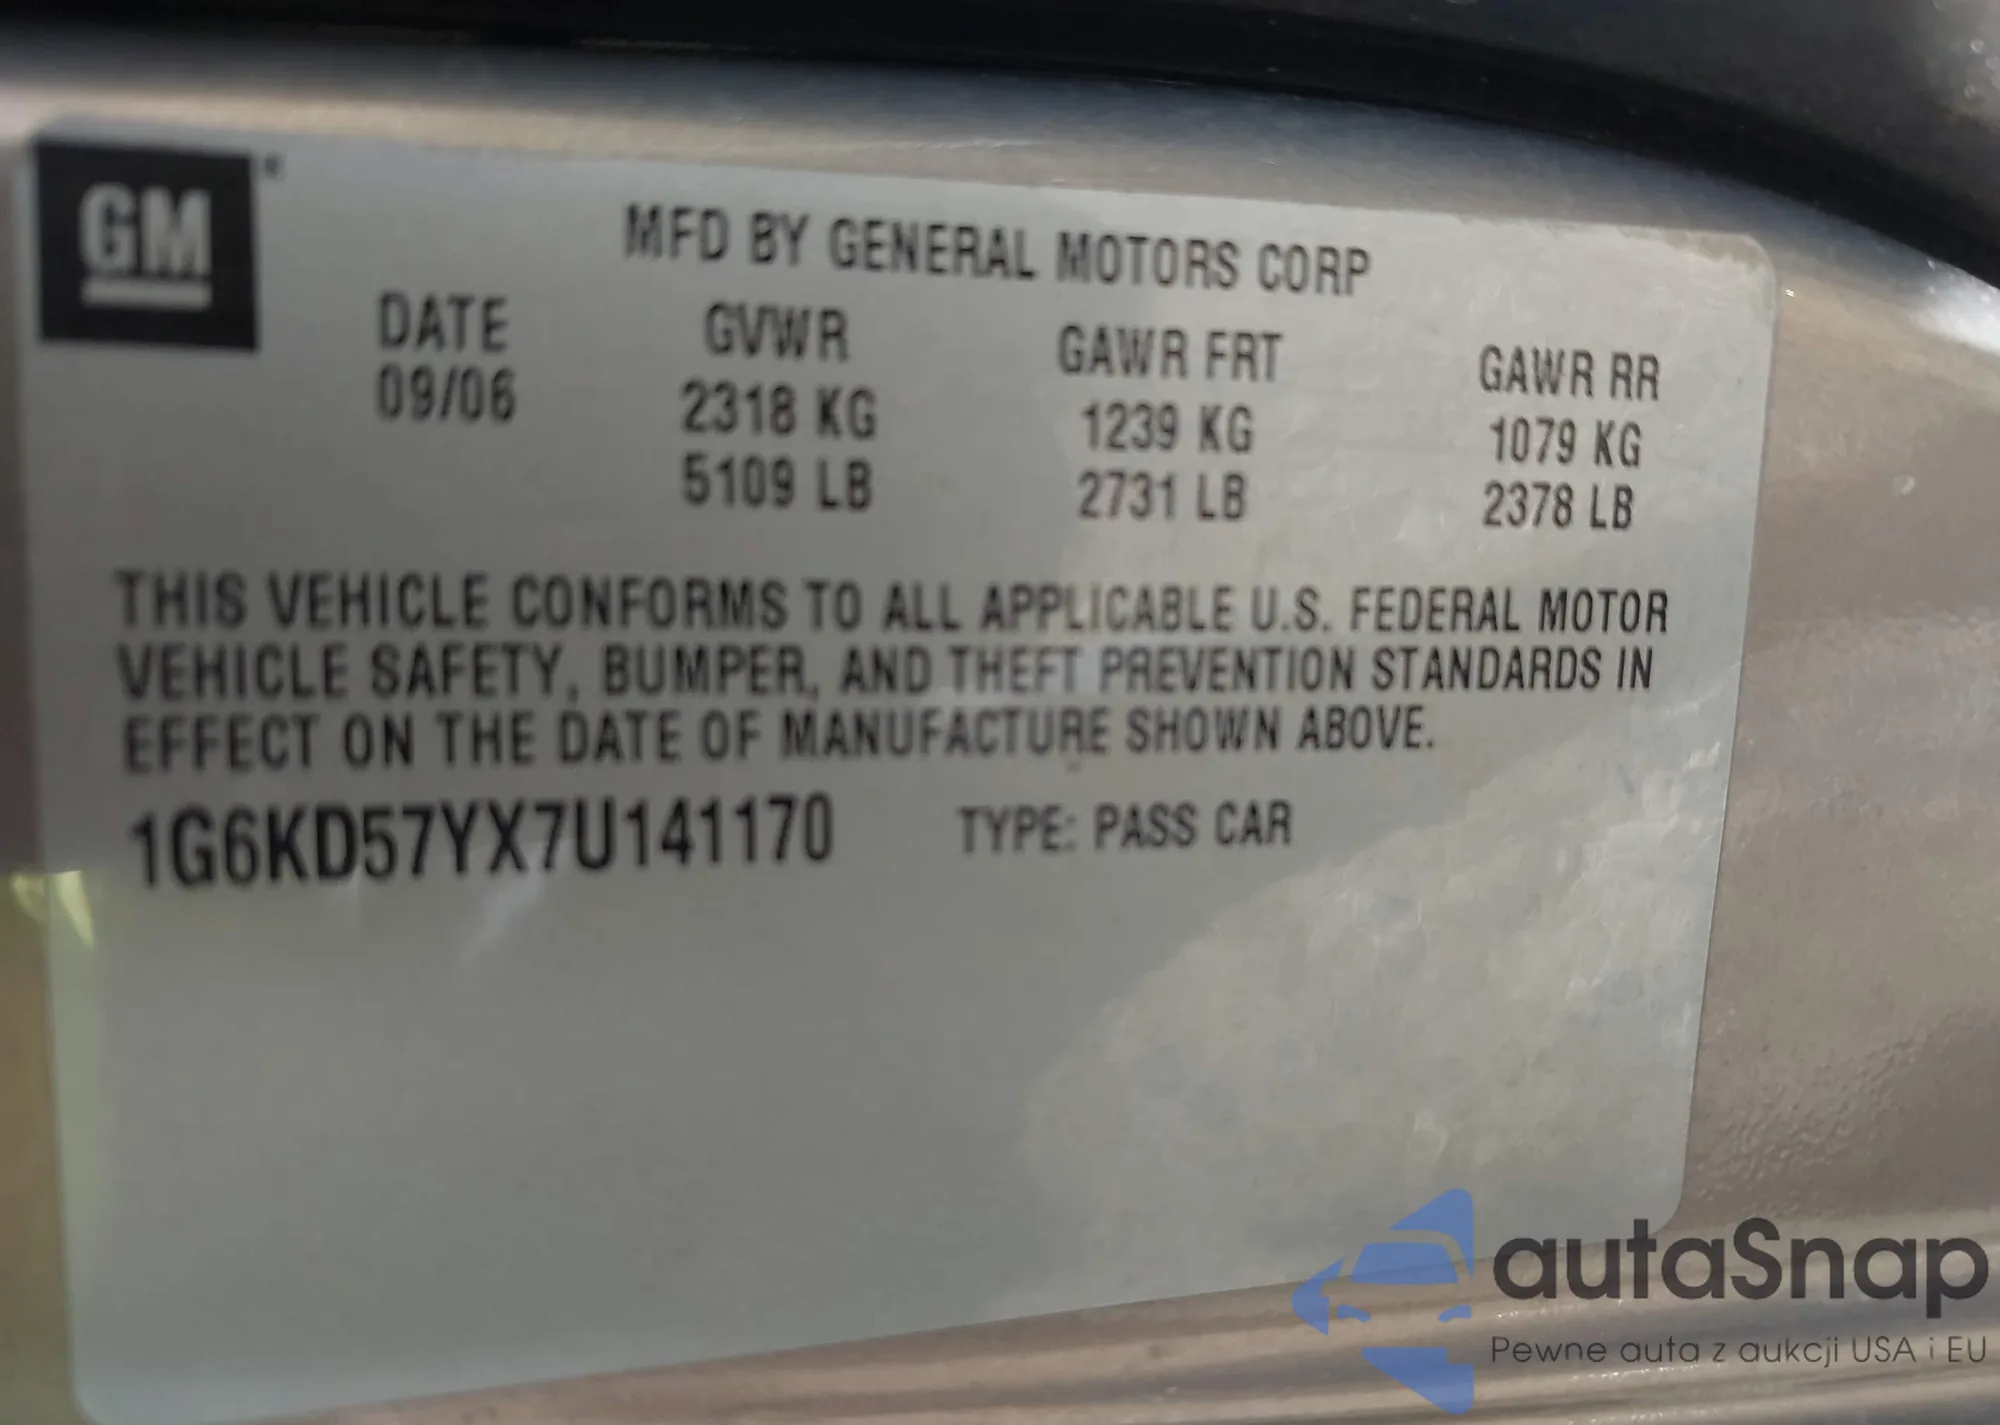 GM
MFD BY GENERAL MOTORS CORP
DATE GVWR GAWR FRT GAWR RR
09/06 2318 KG 1239 KG 1079 KG
5109 LB 2731 LB 2378 LB
THIS VEHICLE CONFORMS TO ALL APPLICABLE U.S. FEDERAL MOTOR
VEHICLE SAFETY, BUMPER, AND THEFT PREVENTION STANDARDS IN
EFFECT ON THE DATE OF MANUFACTURE SHOWN ABOVE.
1G6KD57YX7U141170 TYPE: PASS CAR
autaSnap
Pewne auta z aukcji USA i EU